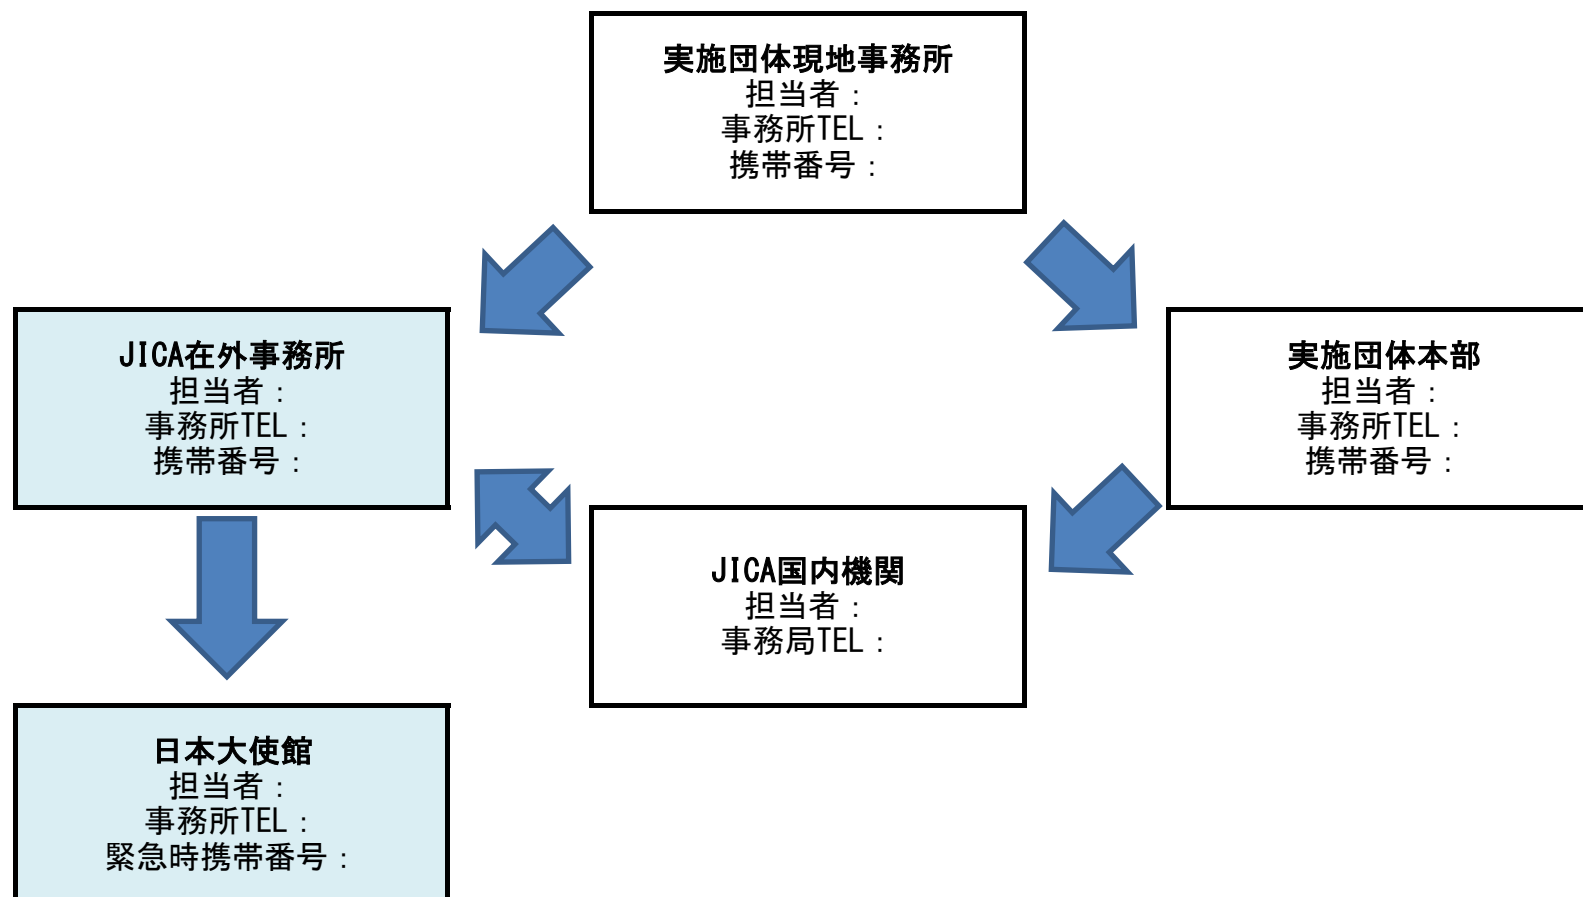 実施団体現地事務所
担当者：
事務所TEL：
携帯番号：
JICA在外事務所
担当者：
事務所TEL：
携帯番号：
実施団体本部
担当者：
事務所TEL：
携帯番号：
JICA国内機関
担当者：
事務局TEL：
日本大使館
担当者：
事務所TEL：
緊急時携帯番号：